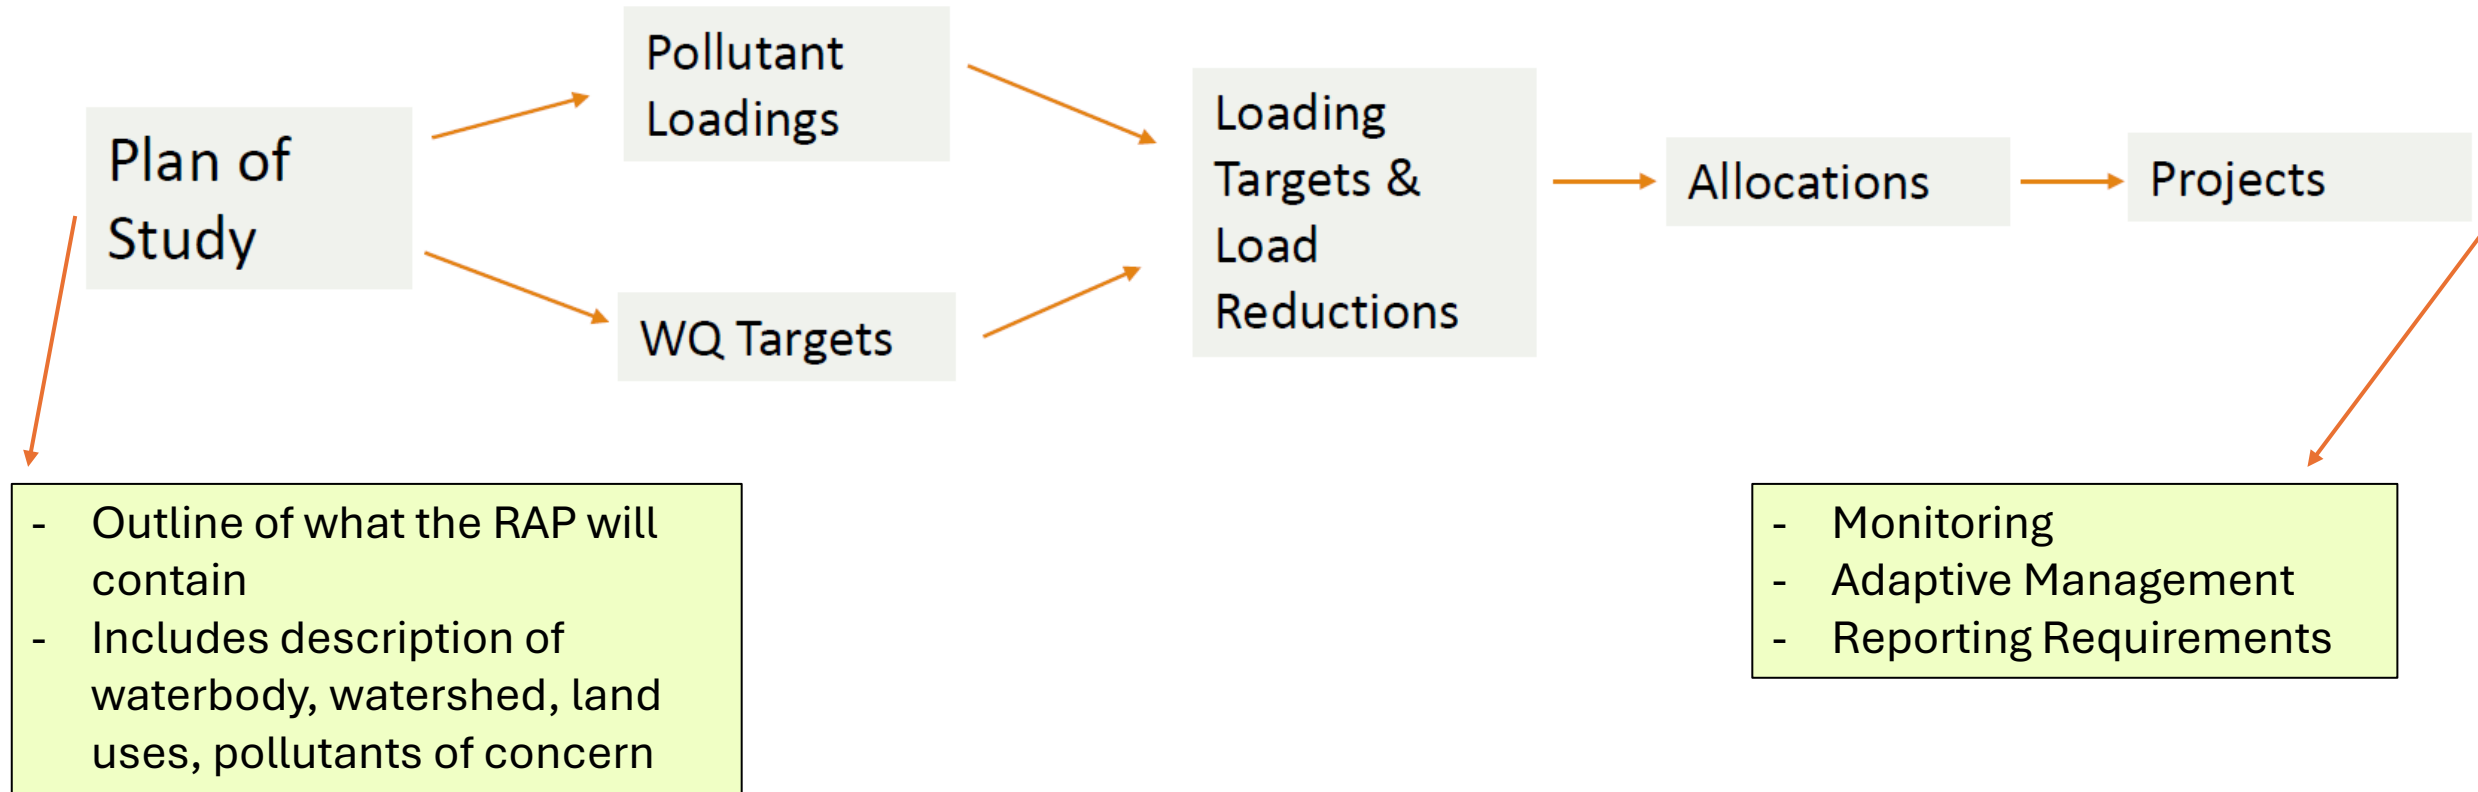 Plan of
Study
Pollutant
Loadings
WQ Targets
Loading
Targets &
Load
Reductions
Allocations
Projects
- Outline of what the RAP will
contain
- Includes description of
waterbody, watershed, land
uses, pollutants of concern
- Monitoring
- Adaptive Management
- Reporting Requirements